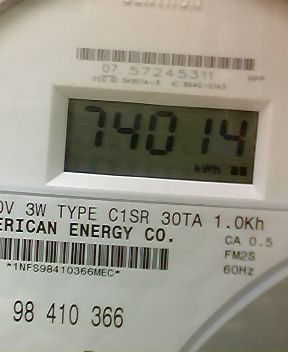 07 57245311
74014
kWh
0V 3W TYPE C1SR 30TA 1.0Kh
ERICAN ENERGY CO.
CA 0.5
FM2S
60Hz
*1NFS98410366MEC*
98 410 366